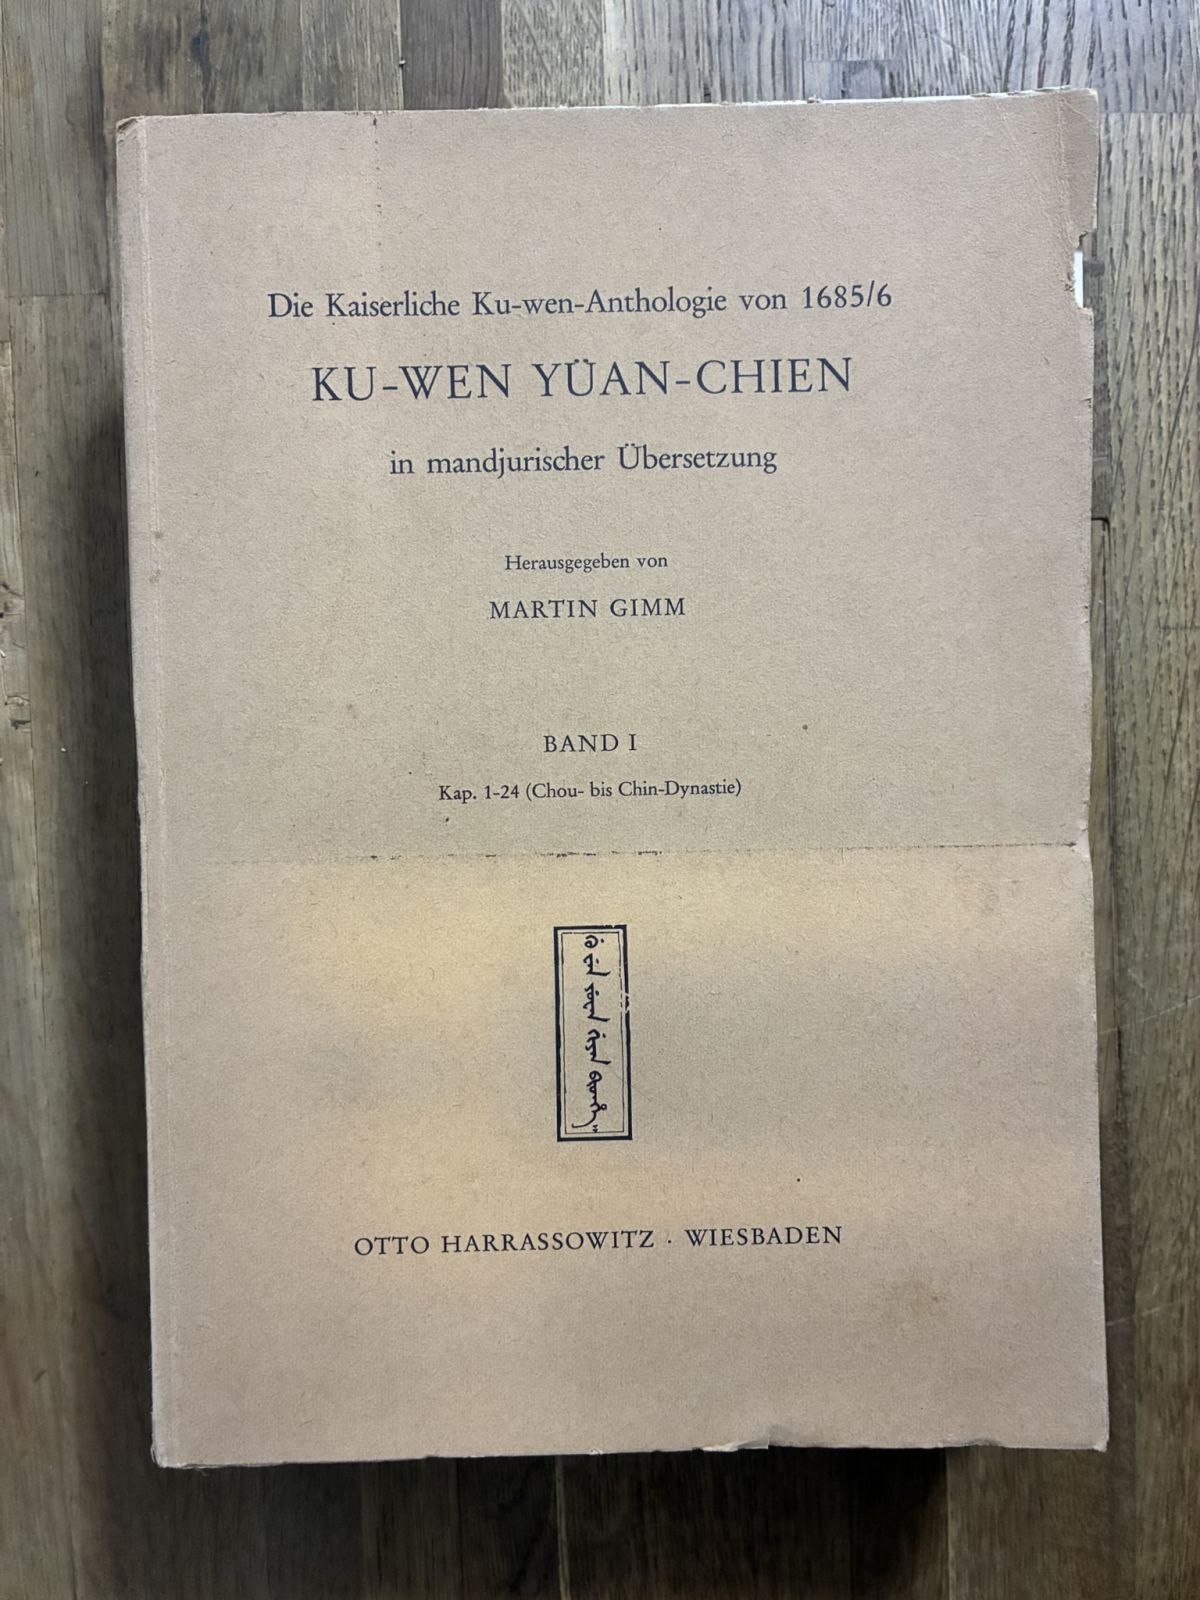 Die Kaiserliche Ku-wen-Anthologie von 1685/6
KU-WEN YÜAN-CHIEN
in mandjurischer Übersetzung
Herausgegeben von
MARTIN GIMM
BAND I
Kap. 1-24 (Chou- bis Chin-Dynastie)
OTTO HARRASSOWITZ · WIESBADEN